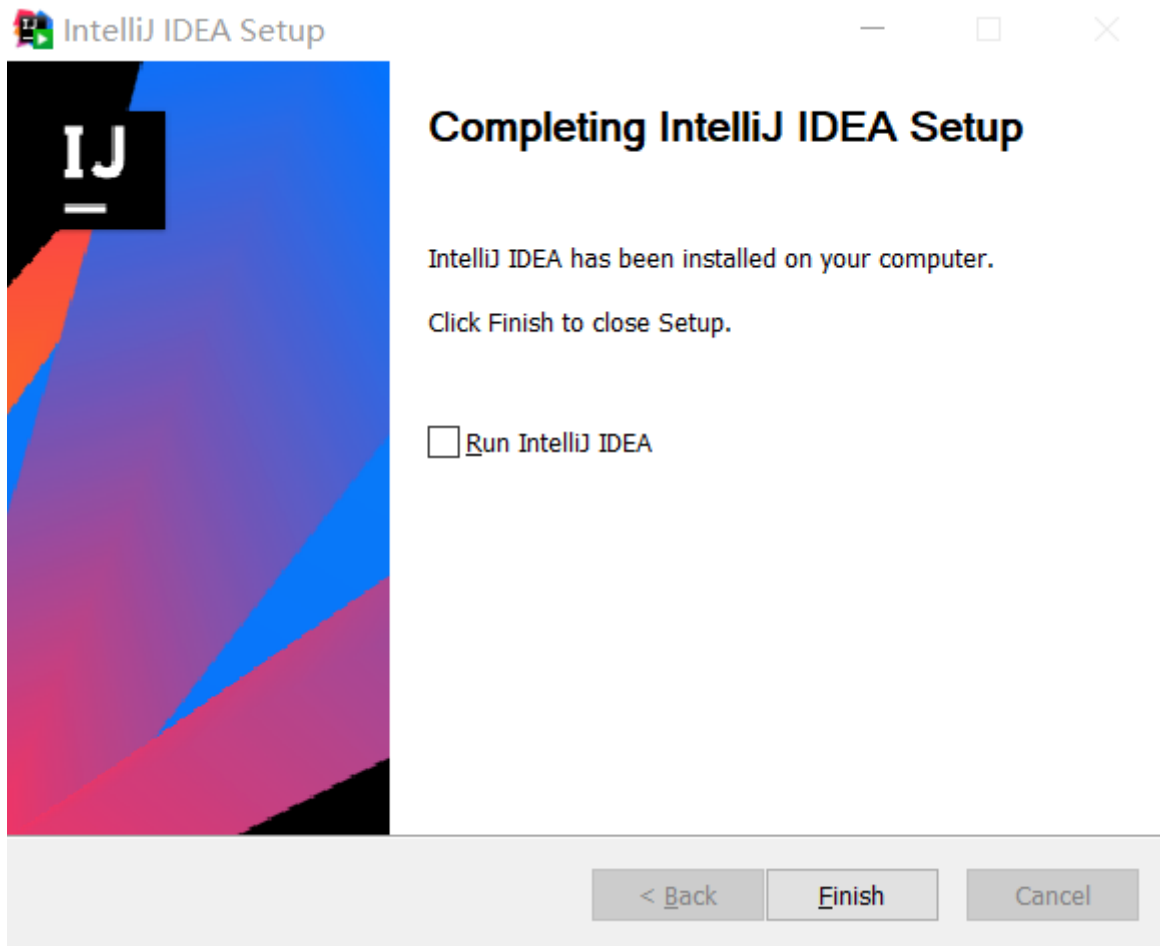 IntelliJ IDEA Setup
IJ
Completing IntelliJ IDEA Setup
IntelliJ IDEA has been installed on your computer.
Click Finish to close Setup.
Run IntelliJ IDEA
< Back
Finish
Cancel